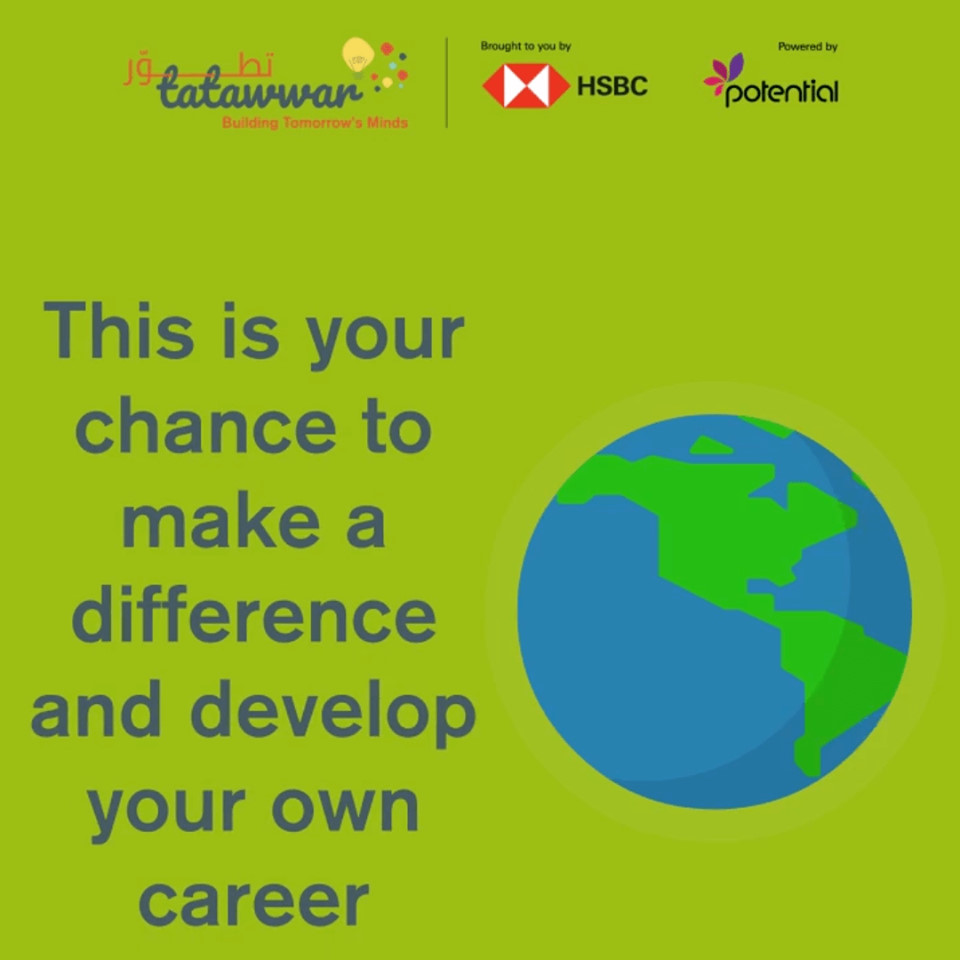 تطوّر
tatawwar
Building Tomorrow's Minds
Brought to you by
HSBC
Powered by
potential
This is your
chance to
make a
difference
and develop
your own
career